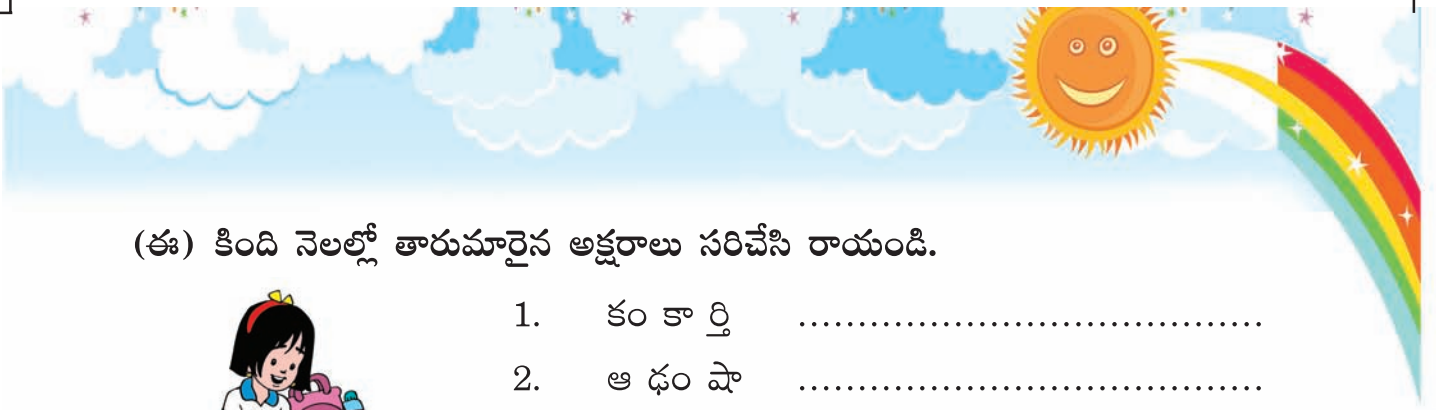 (ఈ) కింది నెలల్లో తారుమారైన అక్షరాలు సరిచేసి రాయండి.
1. కం కా ర్తి ........................................
2. ఆ ఢం షా ........................................